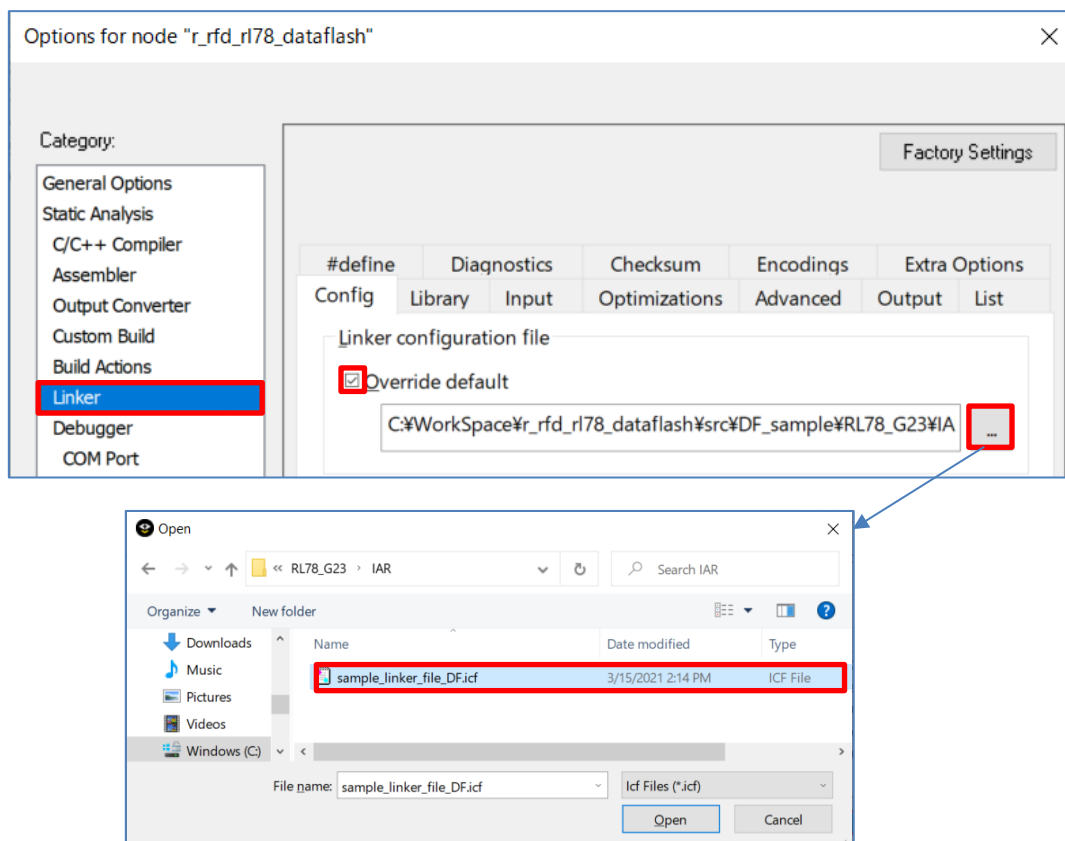 Options for node "r_rfd_rl78_dataflash"
Category:
Factory Settings
General Options
Static Analysis
C/C++ Compiler
Assembler
Output Converter
Custom Build
Build Actions
Linker
Debugger
COM Port
#define Diagnostics Checksum Encodings Extra Options
Config Library Input Optimizations Advanced Output List
Linker configuration file
Override default
C:¥WorkSpace¥r_rfd_rl78_dataflash¥src¥DF_sample¥RL78_G23¥IA
...
Open
« RL78_G23 › IAR
Search IAR
Organize New folder
Downloads
Music
Pictures
Videos
Windows (C:)
Name Date modified Type
sample_linker_file_DF.icf 3/15/2021 2:14 PM ICF File
File name: sample_linker_file_DF.icf Icf Files (*.icf)
Open Cancel